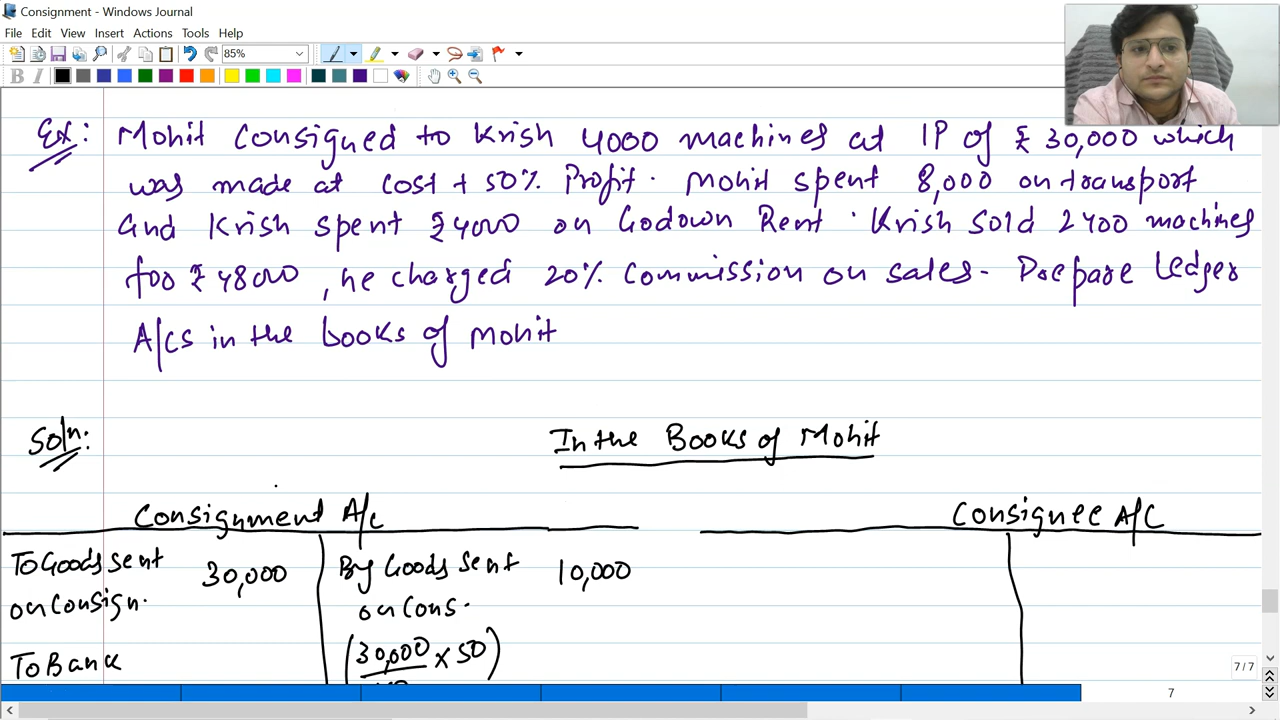 Consignment - Windows Journal
File Edit View Insert Actions Tools Help
85%
B I
Ex: Mohit Consigned to Krish 4000 machines at IP of ₹ 30,000 which
was made at cost + 50% Profit. Mohit spent 8,000 on transport
and Krish spent ₹4000 on Godown Rent. Krish sold 2400 machines
for ₹48000, he charged 20% Commission on sales. Prepare ledger
A/cs in the books of Mohit
Soln:
In the Books of Mohit
Consignment A/c
Consignee A/C
To Goods sent 30,000 By Goods sent 10,000
on Consign. on Cons.
To Bank (30,000 x 50)
7 / 7
7